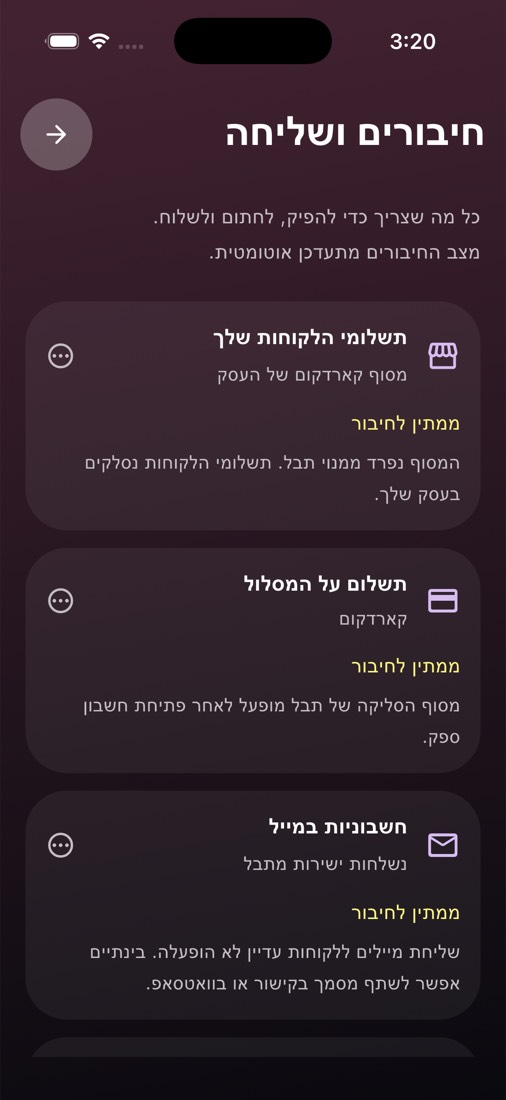 3:20
חיבורים ושליחה
כל מה שצריך כדי להפיק, לחתום ולשלוח.
מצב החיבורים מתעדכן אוטומטית.
תשלומי הלקוחות שלך
מסוף קארדקום של העסק
ממתין לחיבור
המסוף נפרד ממנוי תבל. תשלומי הלקוחות נסלקים
בעסק שלך.
תשלום על המסלול
קארדקום
ממתין לחיבור
מסוף הסליקה של תבל מופעל לאחר פתיחת חשבון
ספק.
חשבוניות במייל
נשלחות ישירות מתבל
ממתין לחיבור
שליחת מיילים ללקוחות עדיין לא הופעלה. בינתיים
אפשר לשתף מסמך בקישור או בוואטסאפ.